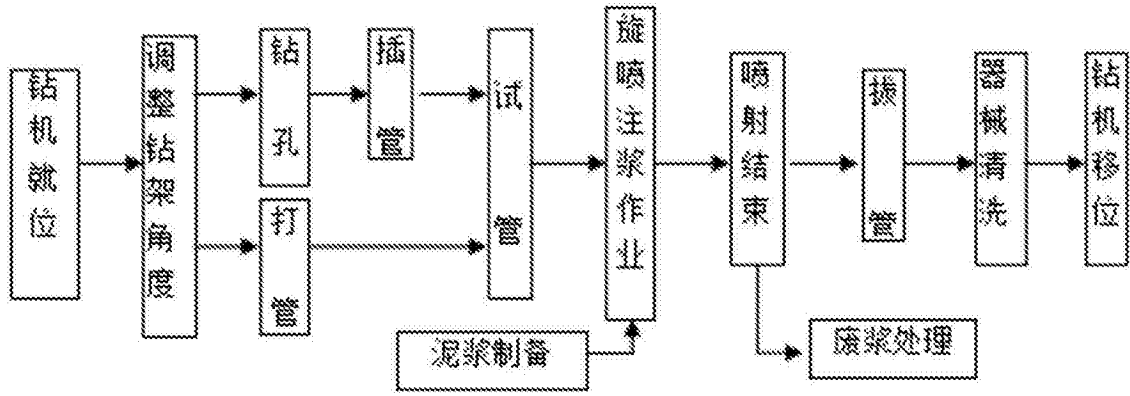 钻机就位
调整钻架角度
钻孔
插管
打管
试管
旋喷注浆作业
泥浆制备
喷射结束
废浆处理
拔管
器械清洗
钻机移位